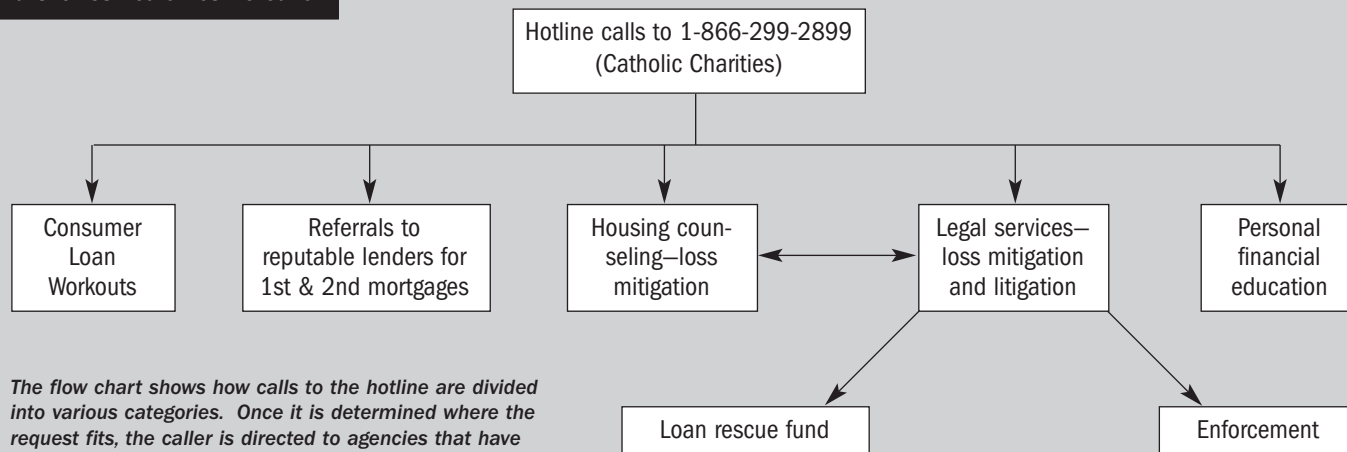 Hotline calls to 1-866-299-2899
(Catholic Charities)
Consumer
Loan
Workouts
Referrals to
reputable lenders for
1st & 2nd mortgages
Housing coun-
seling—loss
mitigation
Legal services—
loss mitigation
and litigation
Personal
financial
education
The flow chart shows how calls to the hotline are divided
into various categories. Once it is determined where the
request fits, the caller is directed to agencies that have
Loan rescue fund
Enforcement